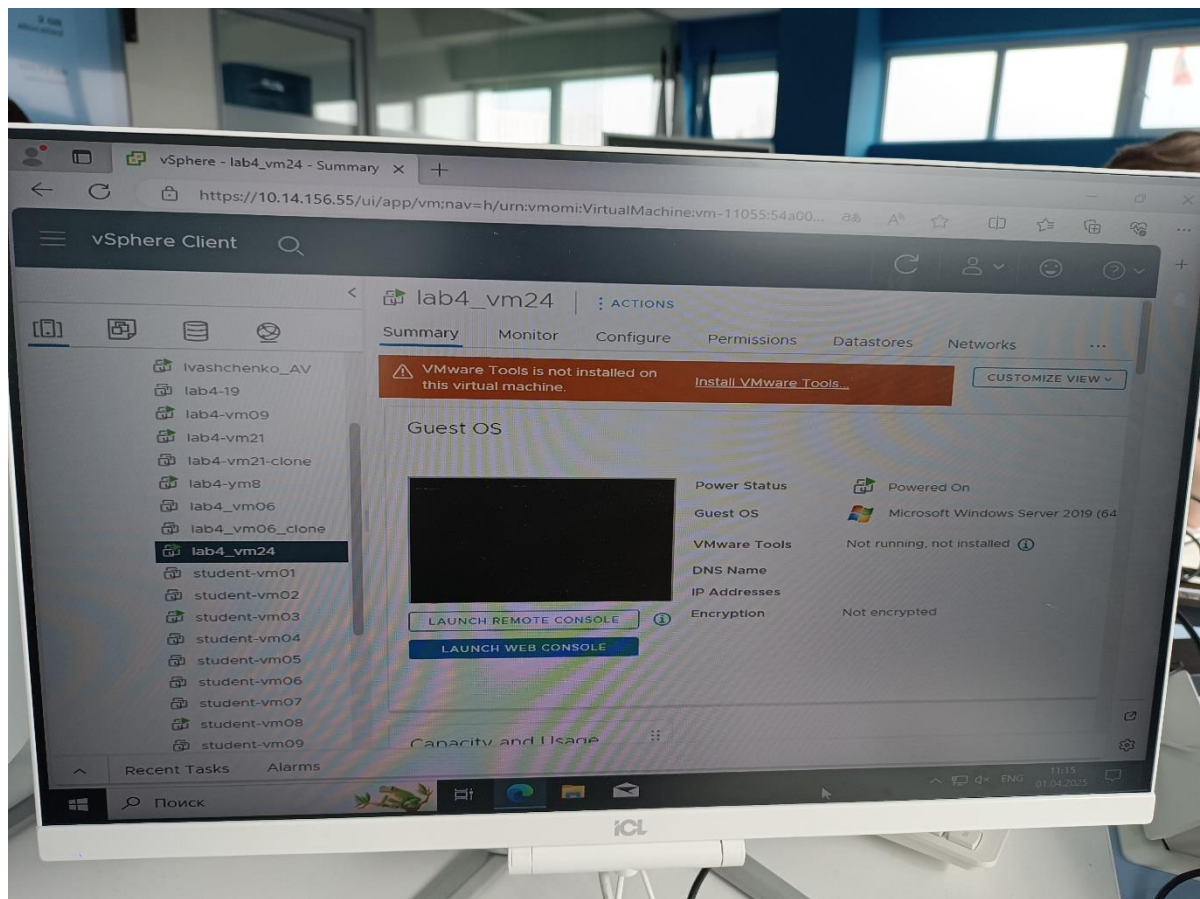 vSphere - lab4_vm24 - Summary
https://10.14.156.55/ui/app/vm;nav=h/urn:vmomi:VirtualMachine:vm-11055:54a00...
vSphere Client
lab4_vm24
ACTIONS
Summary Monitor Configure Permissions Datastores Networks ...
VMware Tools is not installed on
this virtual machine.
Install VMware Tools...
CUSTOMIZE VIEW
Ivashchenko_AV
lab4-19
lab4-vm09
lab4-vm21
lab4-vm21-clone
lab4-ym8
lab4_vm06
lab4_vm06_clone
lab4_vm24
student-vm01
student-vm02
student-vm03
student-vm04
student-vm05
student-vm06
student-vm07
student-vm08
student-vm09
Guest OS
Power Status Powered On
Guest OS Microsoft Windows Server 2019 (64
VMware Tools Not running, not installed
DNS Name
IP Addresses
Encryption Not encrypted
LAUNCH REMOTE CONSOLE
LAUNCH WEB CONSOLE
Capacity and Usage
Recent Tasks Alarms
Поиск
ENG
11:15
01.04.2025
iCL